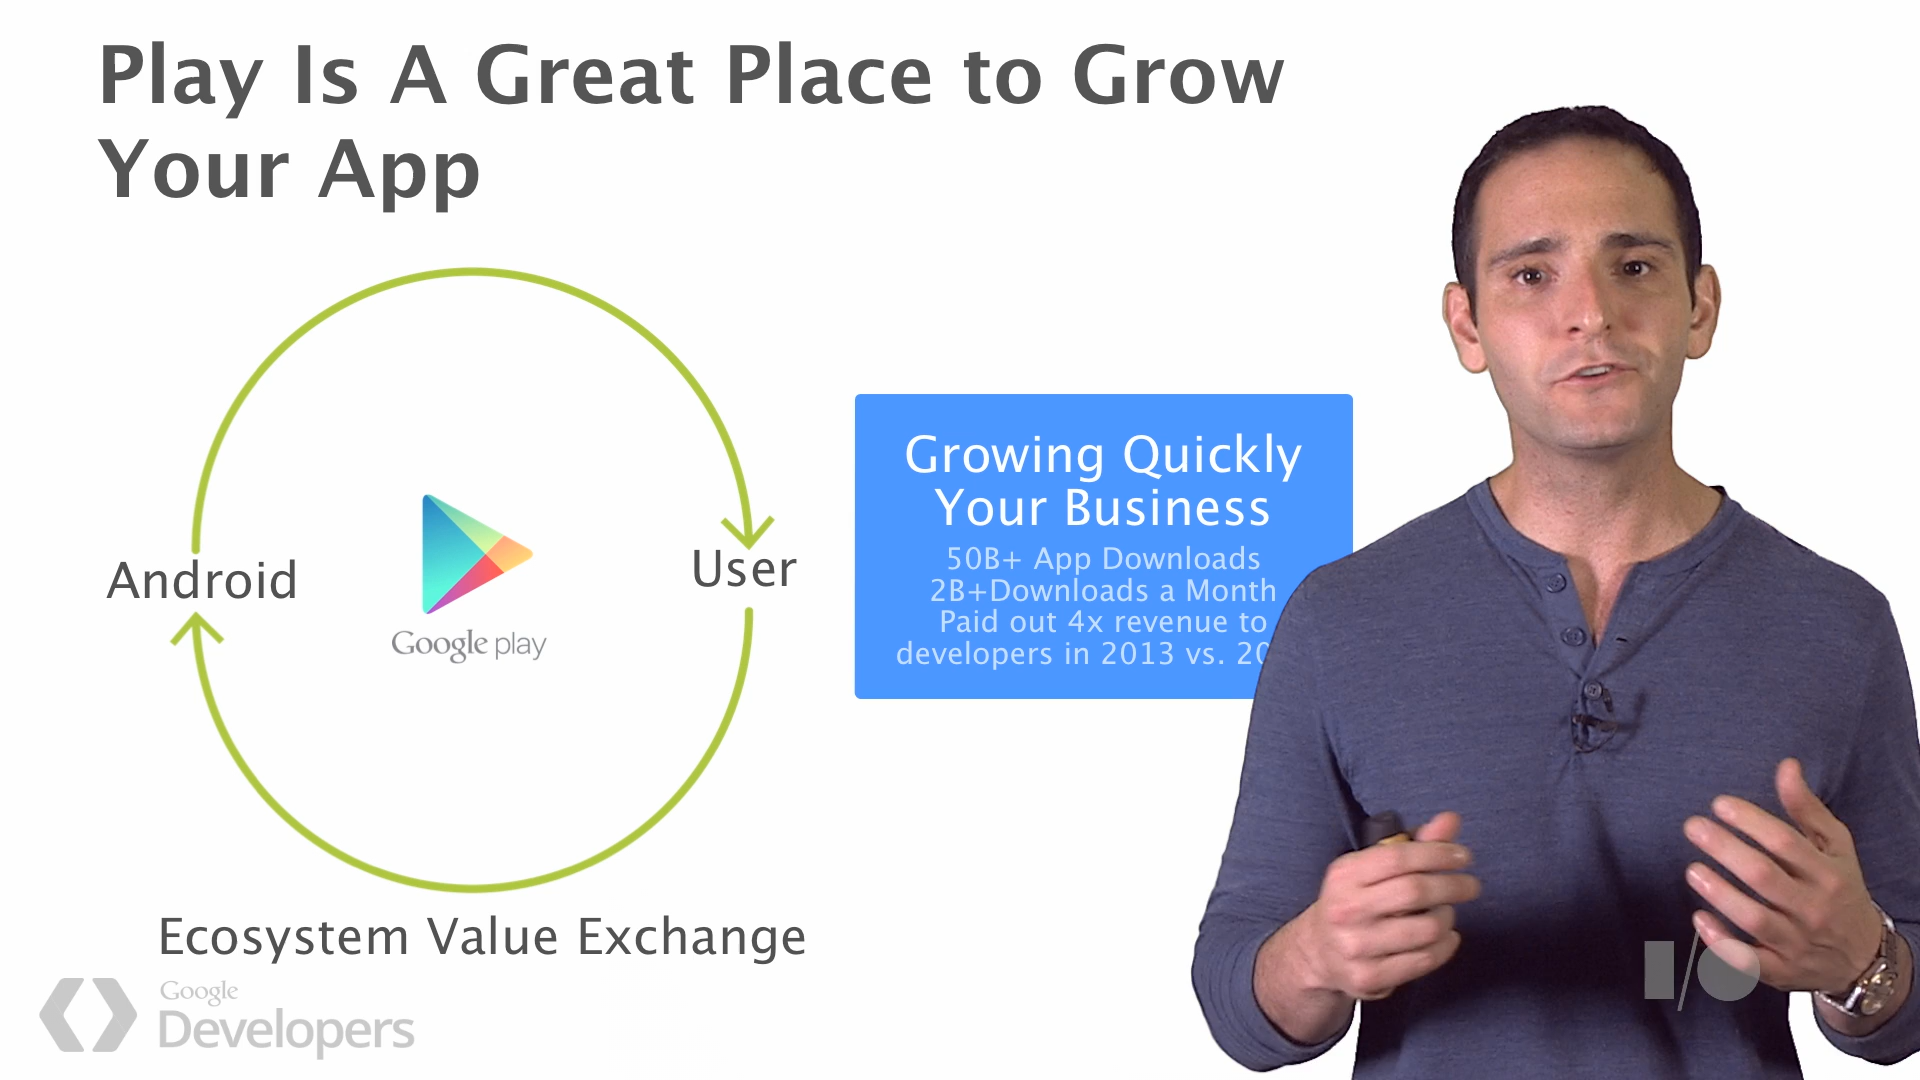 Play Is A Great Place to Grow
Your App
Android
Google play
User
Growing Quickly
Your Business
50B+ App Downloads
2B+Downloads a Month
Paid out 4x revenue to
developers in 2013 vs.
Ecosystem Value Exchange
Google
Developers
I/O